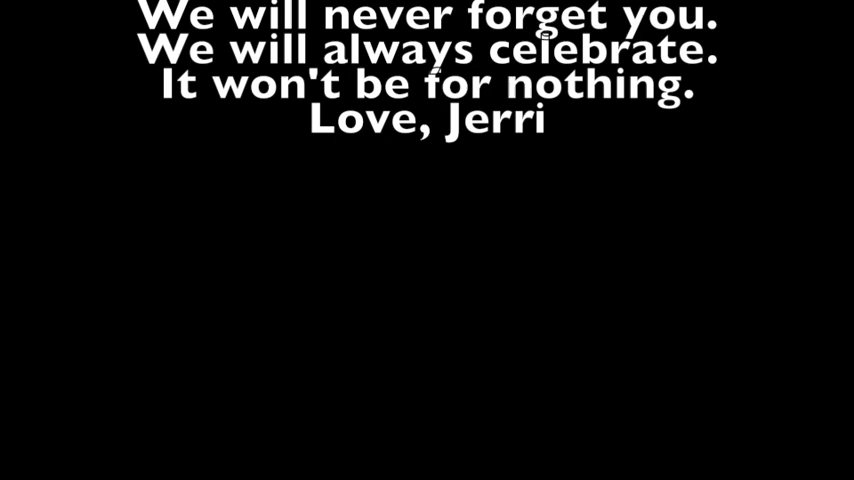 We will never forget you.
We will always celebrate.
It won't be for nothing.
Love, Jerri